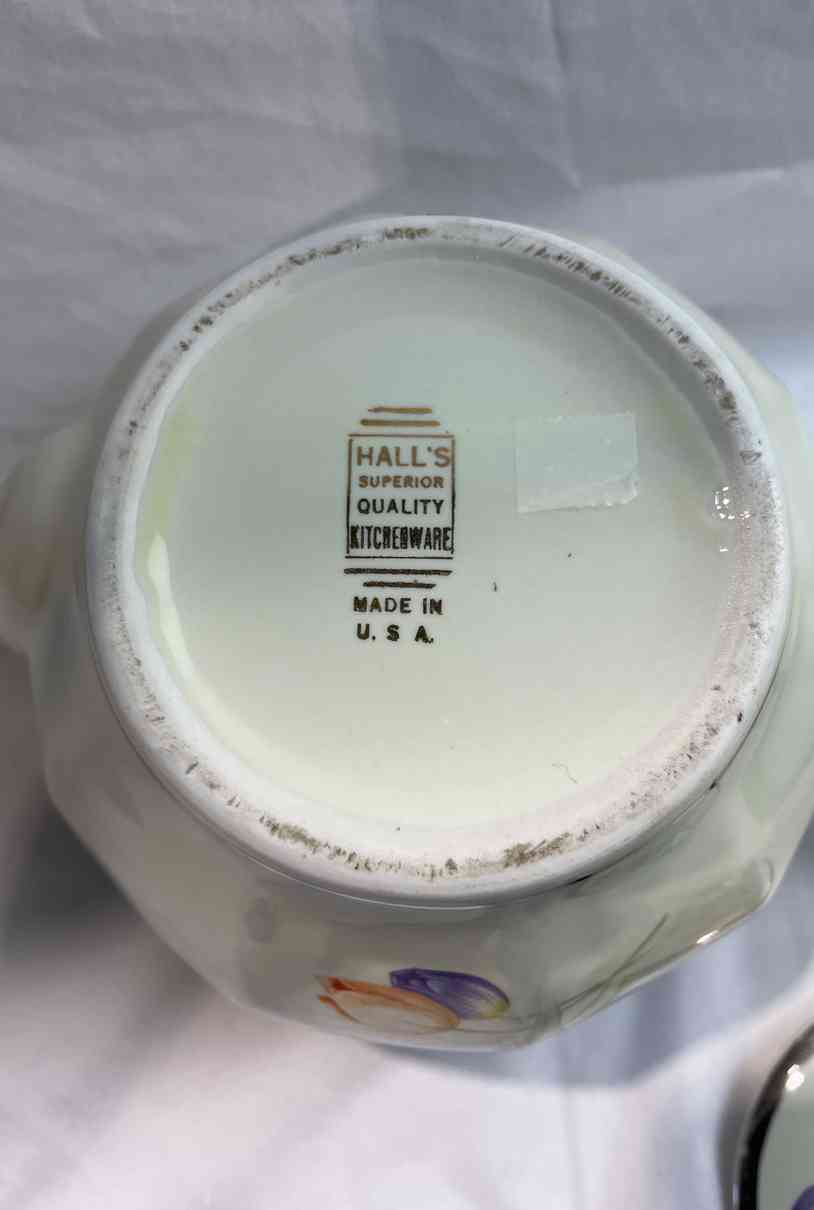 HALL'S
SUPERIOR
QUALITY
KITCHENWARE
MADE IN
U. S A.